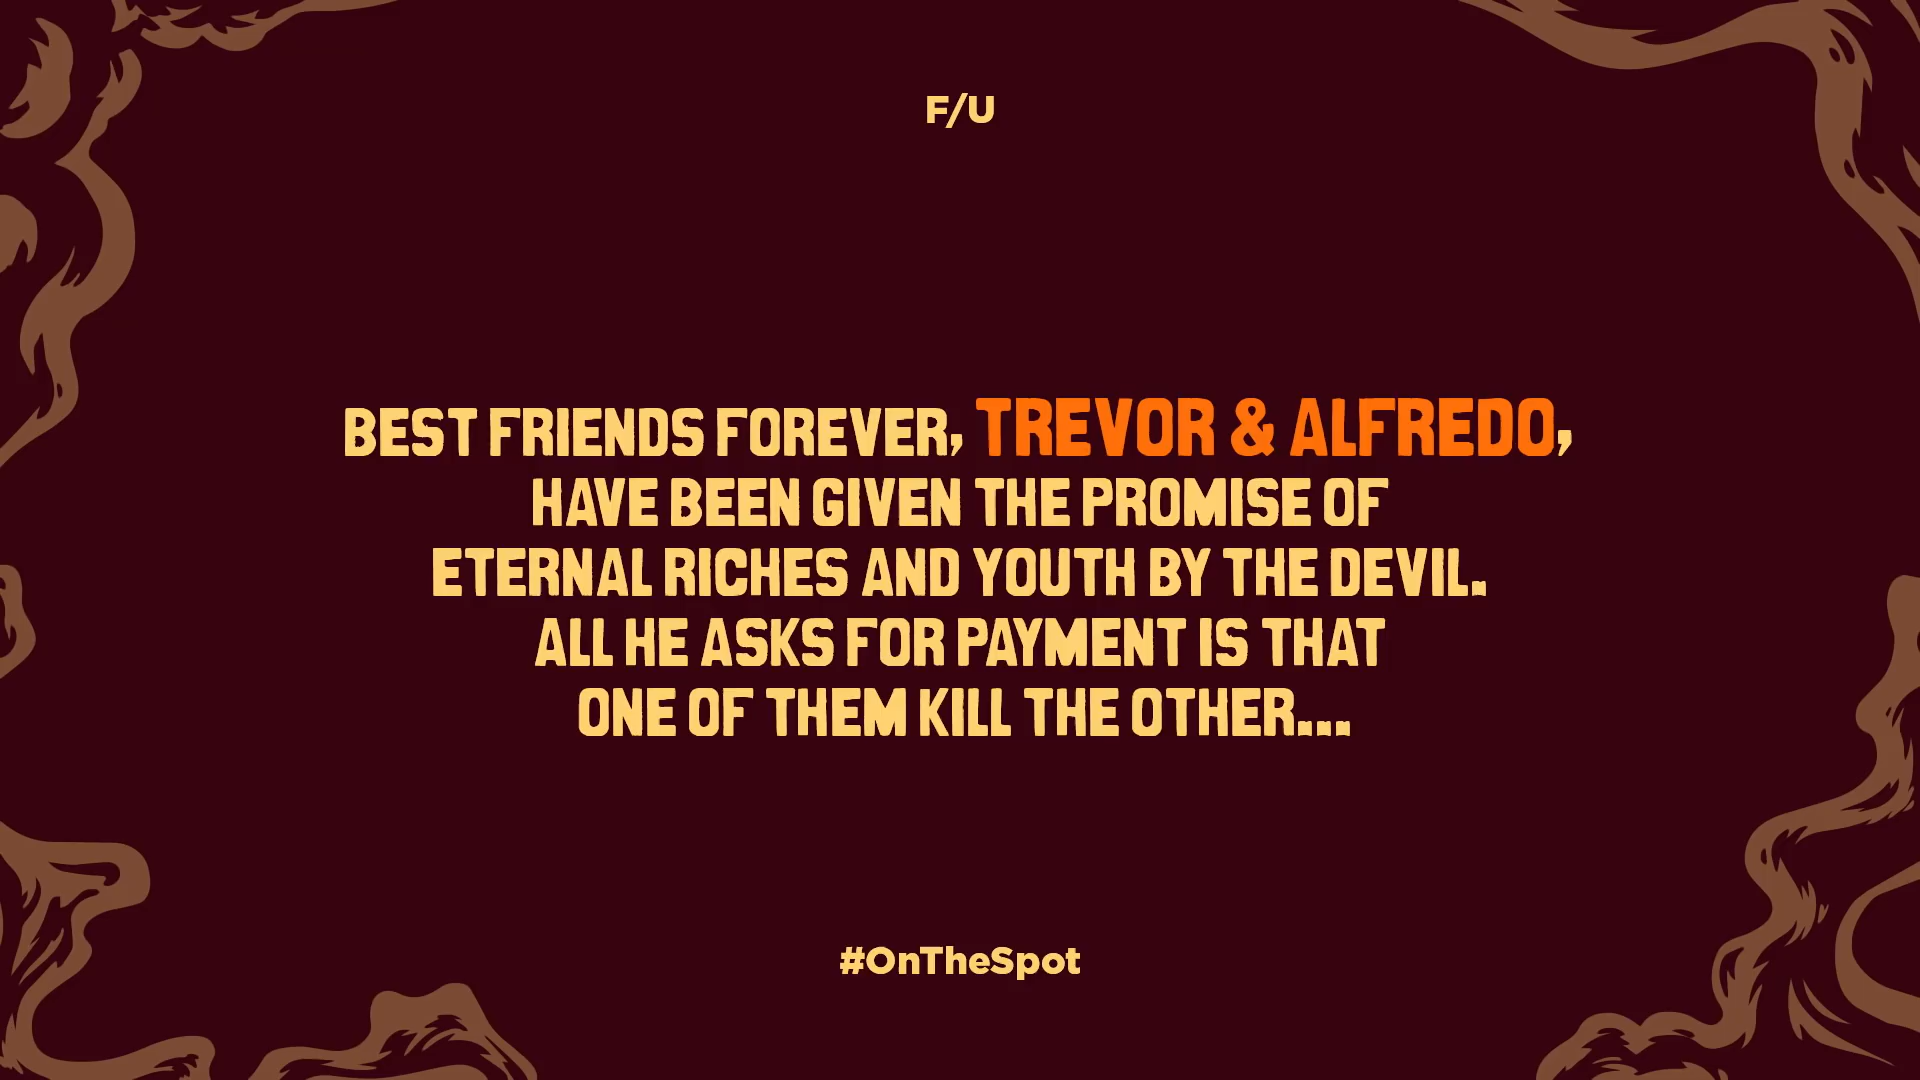 F/U
BEST FRIENDS FOREVER, TREVOR & ALFREDO,
HAVE BEEN GIVEN THE PROMISE OF
ETERNAL RICHES AND YOUTH BY THE DEVIL.
ALL HE ASKS FOR PAYMENT IS THAT
ONE OF THEM KILL THE OTHER...
#OnTheSpot